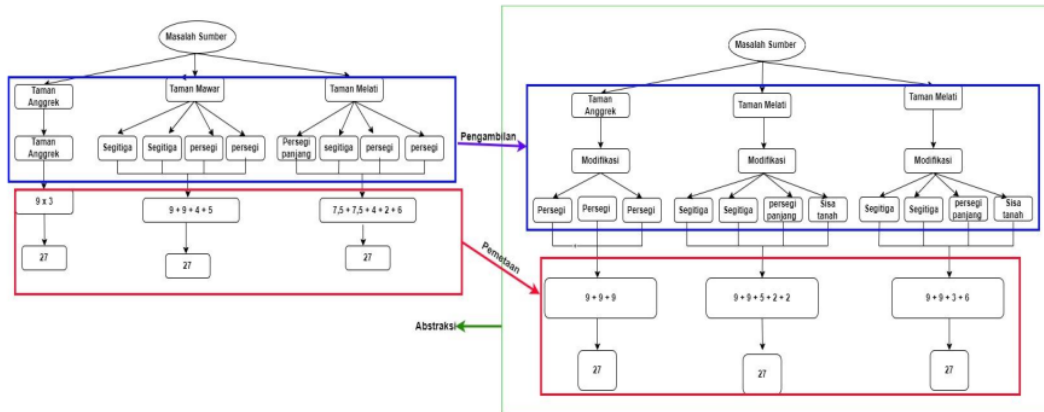 Masalah Sumber
Taman
Anggrek
Taman Mawar
Taman Melati
Taman
Anggrek
Segitiga
Segitiga
persegi
persegi
Persegi
panjang
segitiga
persegi
persegi
9 x 3
9 + 9 + 4 + 5
7,5 + 7,5 + 4 + 2 + 6
27
27
27
Pengambilan
Pemetaan
Abstraksi
Masalah Sumber
Taman
Anggrek
Taman Melati
Taman Melati
Modifikasi
Modifikasi
Modifikasi
Persegi
Persegi
Persegi
Segitiga
Segitiga
persegi
panjang
Sisa
tanah
Segitiga
Segitiga
persegi
panjang
Sisa
tanah
9 + 9 + 9
9 + 9 + 5 + 2 + 2
9 + 9 + 3 + 6
27
27
27